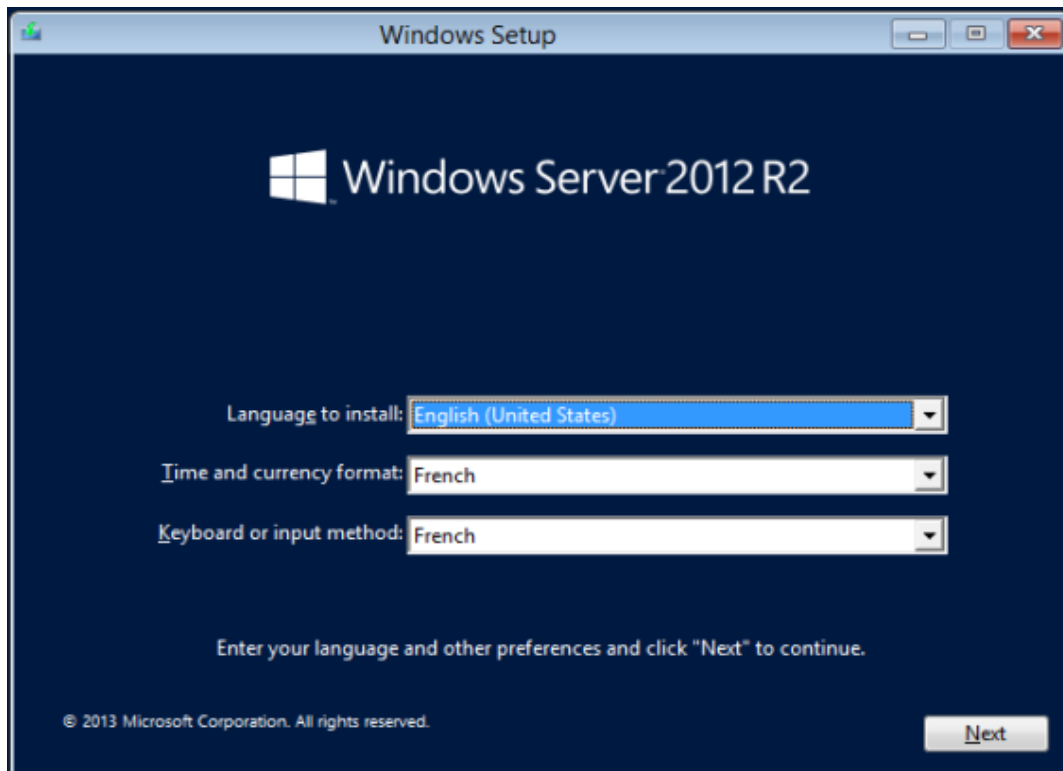 Windows Setup
Windows Server 2012 R2
Language to install: English (United States)
Time and currency format: French
Keyboard or input method: French
Enter your language and other preferences and click "Next" to continue.
© 2013 Microsoft Corporation. All rights reserved.
Next